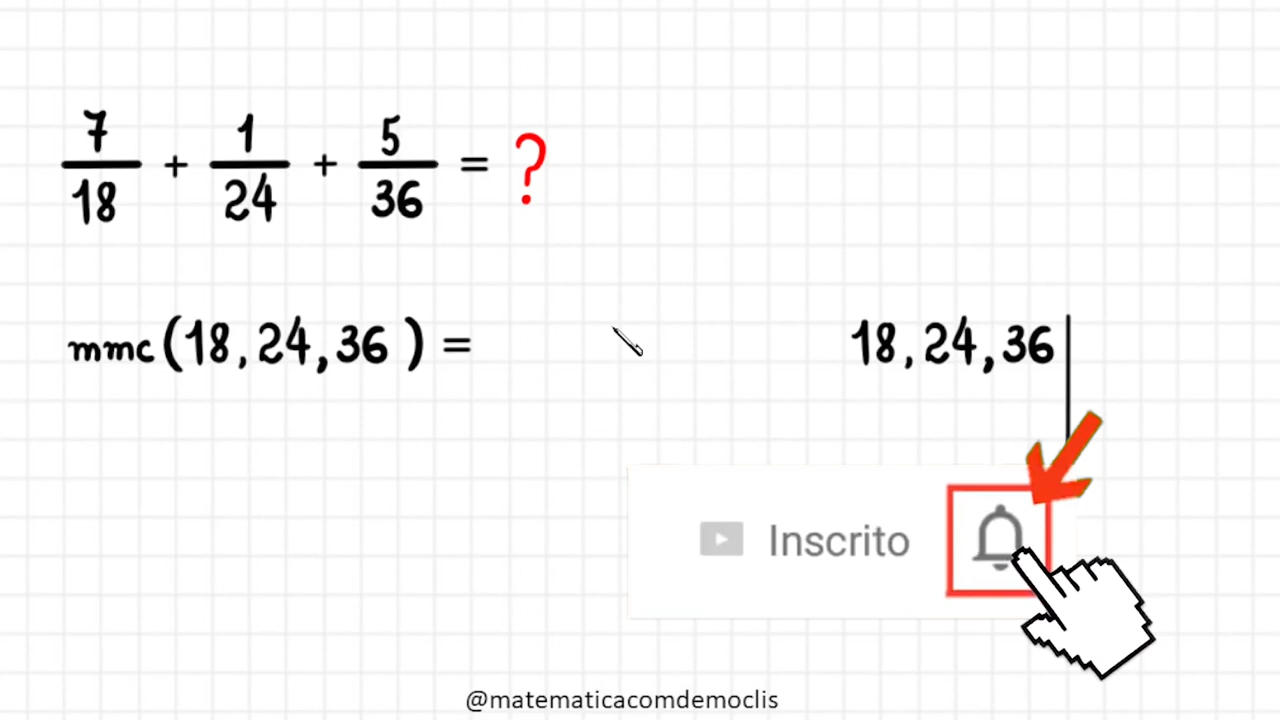 7/18 + 1/24 + 5/36 = ?
mmc(18,24,36) =
18,24,36
Inscrito
@matematicacomdemoclis